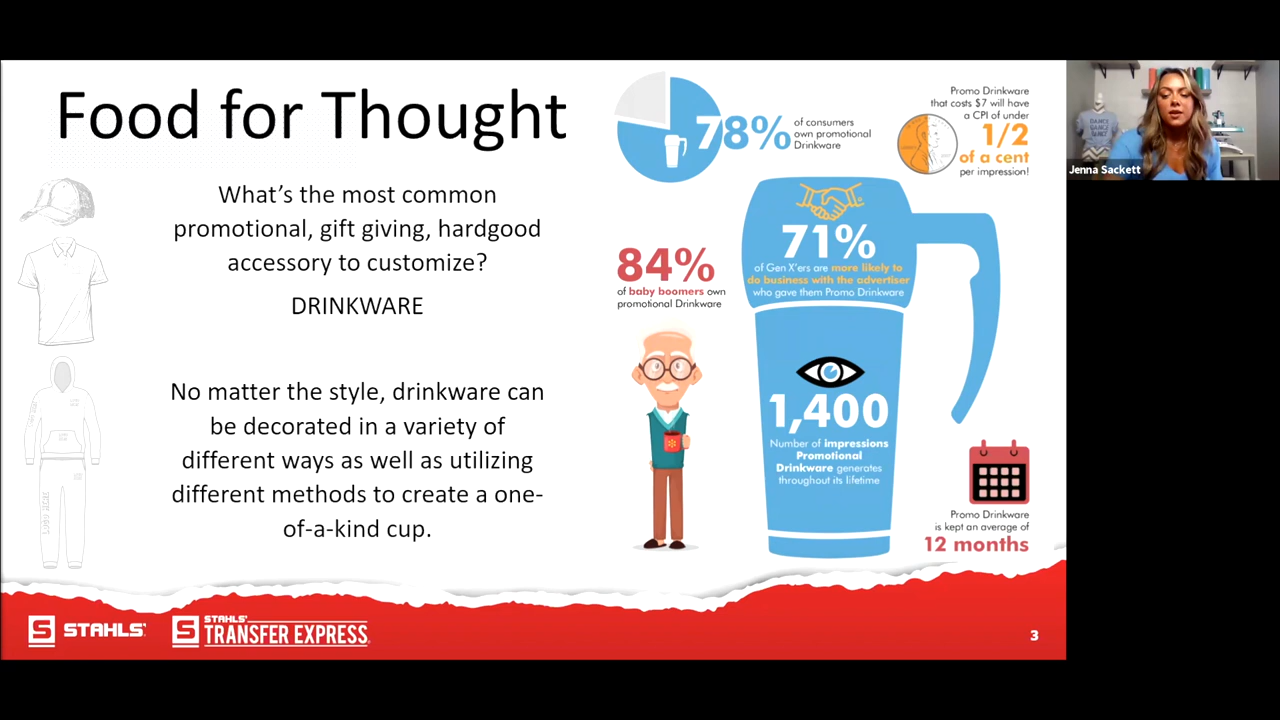 Food for Thought
What's the most common
promotional, gift giving, hardgood
accessory to customize?
DRINKWARE
No matter the style, drinkware can
be decorated in a variety of
different ways as well as utilizing
different methods to create a one-
of-a-kind cup.
78%
of consumers
own promotional
Drinkware
Promo Drinkware
that costs $7 will have
a CPI of under
1/2
of a cent
per impression!
84%
of baby boomers own
promotional Drinkware
71%
of Gen X'ers are more likely to
do business with the advertiser
who gave them Promo Drinkware
1,400
Number of impressions
Promotional
Drinkware generates
throughout its lifetime
Promo Drinkware
is kept an average of
12 months
S STAHLS'
S STAHLS'
TRANSFER EXPRESS
3
DANCE
DANCE
Jenna Sackett